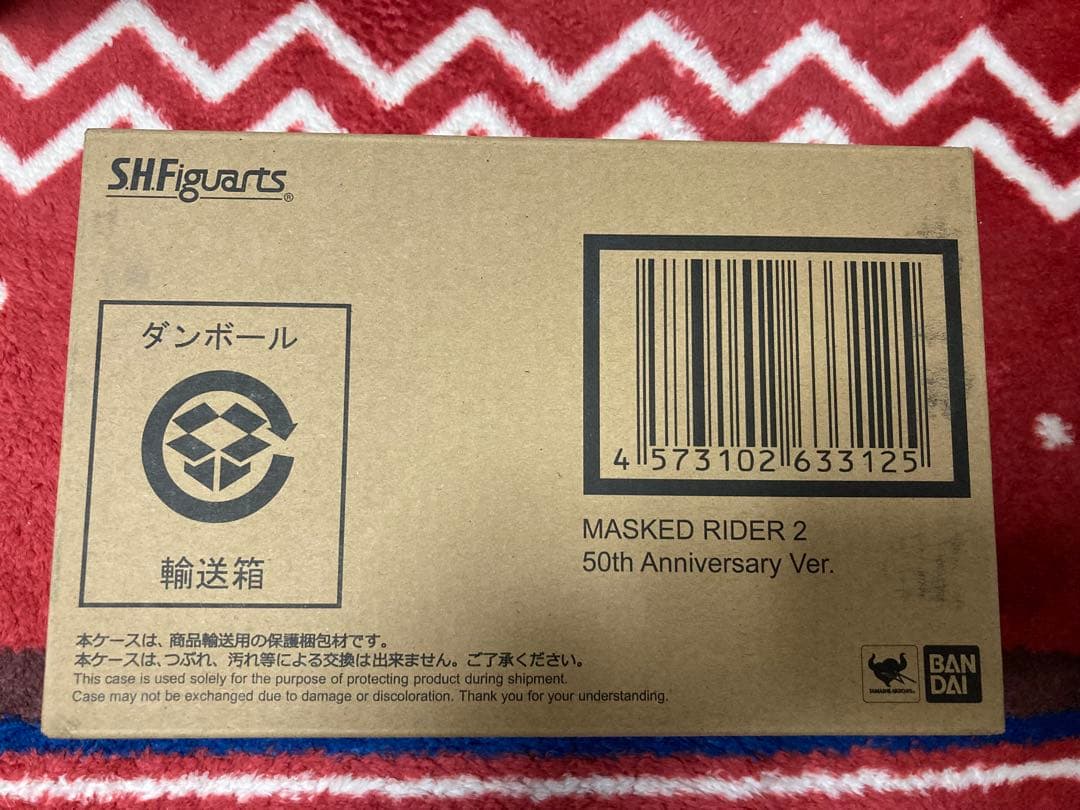 S.H.Figuarts®
ダンボール
輸送箱
4 573102 633125
MASKED RIDER 2
50th Anniversary Ver.
本ケースは、商品輸送用の保護梱包材です。
本ケースは、つぶれ、汚れ等による交換は出来ません。ご了承ください。
This case is used solely for the purpose of protecting product during shipment.
Case may not be exchanged due to damage or discoloration. Thank you for your understanding.
TAMASHII NATIONS
BAN
DAI